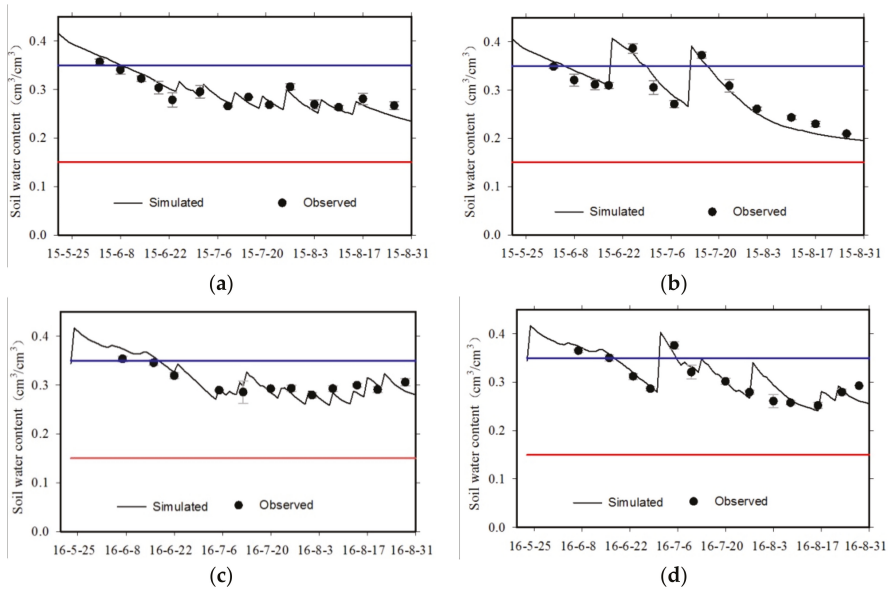 Soil water content (cm³/cm³)
0.4
0.3
0.2
0.1
0.0
Simulated Observed
15-5-25 15-6-8 15-6-22 15-7-6 15-7-20 15-8-3 15-8-17 15-8-31
(a)
Soil water content (cm³/cm³)
0.4
0.3
0.2
0.1
0.0
Simulated Observed
15-5-25 15-6-8 15-6-22 15-7-6 15-7-20 15-8-3 15-8-17 15-8-31
(b)
Soil water content (cm³/cm³)
0.4
0.3
0.2
0.1
0.0
Simulated Observed
16-5-25 16-6-8 16-6-22 16-7-6 16-7-20 16-8-3 16-8-17 16-8-31
(c)
Soil water content (cm³/cm³)
0.4
0.3
0.2
0.1
0.0
Simulated Observed
16-5-25 16-6-8 16-6-22 16-7-6 16-7-20 16-8-3 16-8-17 16-8-31
(d)